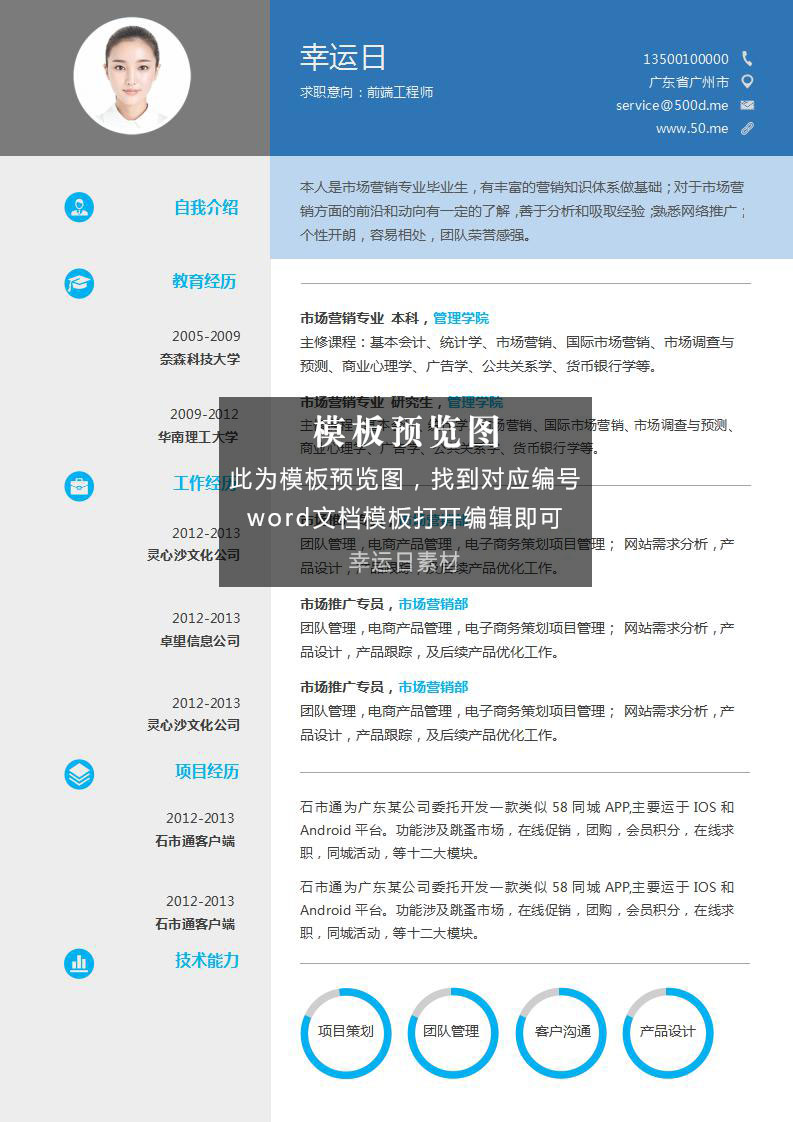 幸运日
求职意向：前端工程师
13500100000
广东省广州市
service@500d.me
www.50.me
自我介绍
本人是市场营销专业毕业生，有丰富的营销知识体系做基础；对于市场营
销方面的前沿和动向有一定的了解，善于分析和吸取经验；熟悉网络推广；
个性开朗，容易相处，团队荣誉感强。
教育经历
2005-2009
奈森科技大学
市场营销专业 本科，管理学院
主修课程：基本会计、统计学、市场营销、国际市场营销、市场调查与
预测、商业心理学、广告学、公共关系学、货币银行学等。
2009-2012
华南理工大学
市场营销专业 研究生，管理学院
场营销、国际市场营销、市场调查与预测、
商业心理学、广告学、公共关系学、货币银行学等。
模板预览图
此为模板预览图，找到对应编号
word文档模板打开编辑即可
幸运日素材
工作经历
2012-2013
灵心沙文化公司
团队管理，电商产品管理，电子商务策划项目管理； 网站需求分析，产
品设计，产品跟踪，及后续产品优化工作。
2012-2013
卓望信息公司
市场推广专员，市场营销部
团队管理，电商产品管理，电子商务策划项目管理； 网站需求分析，产
品设计，产品跟踪，及后续产品优化工作。
2012-2013
灵心沙文化公司
市场推广专员，市场营销部
团队管理，电商产品管理，电子商务策划项目管理； 网站需求分析，产
品设计，产品跟踪，及后续产品优化工作。
项目经历
2012-2013
石市通客户端
石市通为广东某公司委托开发一款类似 58 同城 APP,主要运于 IOS 和
Android 平台。功能涉及跳蚤市场，在线促销，团购，会员积分，在线求
职，同城活动，等十二大模块。
2012-2013
石市通客户端
石市通为广东某公司委托开发一款类似 58 同城 APP,主要运于 IOS 和
Android 平台。功能涉及跳蚤市场，在线促销，团购，会员积分，在线求
职，同城活动，等十二大模块。
技术能力
项目策划
团队管理
客户沟通
产品设计